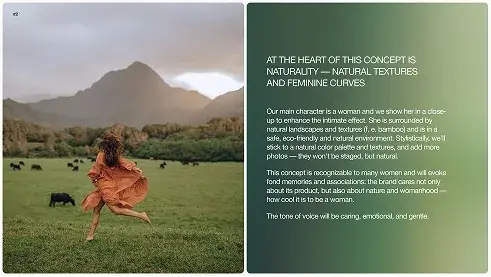 #2
AT THE HEART OF THIS CONCEPT IS
NATURALITY — NATURAL TEXTURES
AND FEMININE CURVES
Our main character is a woman and we show her in a close-
up to enhance the intimate effect. She is surrounded by
natural landscapes and textures (f. e. bamboo) and is in a
safe, eco-friendly and natural environment. Stylistically, we'll
stick to a natural color palette and textures, and add more
photos — they won't be staged, but natural.
This concept is recognizable to many women and will evoke
fond memories and associations: the brand cares not only
about its product, but also about nature and womanhood —
how cool it is to be a woman.
The tone of voice will be caring, emotional, and gentle.